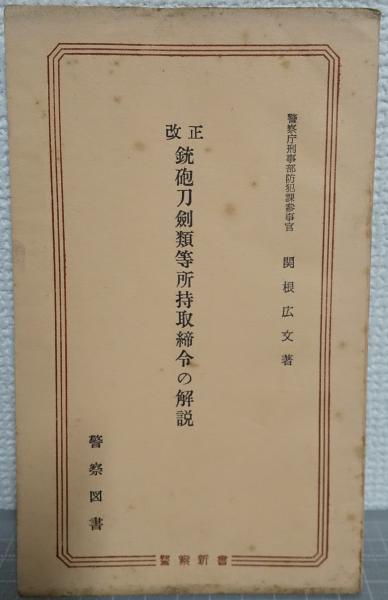 警察庁刑事部防犯課参事官 関根広文著
改正
銃砲刀剣類等所持取締令の解説
警察図書
警察新書